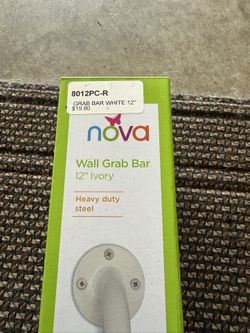 8012PC-R
GRAB BAR WHITE 12"
$19.80
nova
Wall Grab Bar
12" Ivory
Heavy duty
steel